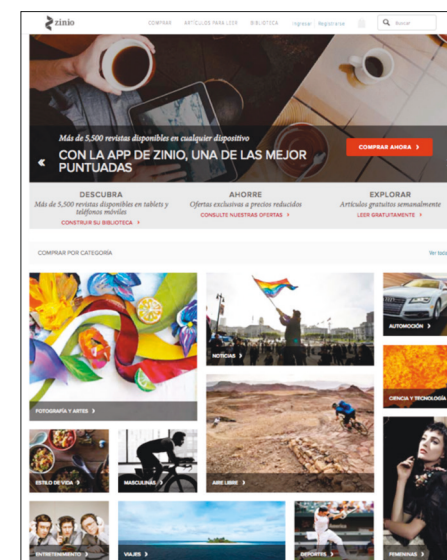 zinio
COMPRAR ARTÍCULOS PARA LEER BIBLIOTECA Ingresar | Registrarse Buscar
Más de 5,500 revistas disponibles en cualquier dispositivo
CON LA APP DE ZINIO, UNA DE LAS MEJOR
PUNTUADAS
COMPRAR AHORA >
DESCUBRA
Más de 5,500 revistas disponibles en tablets y
teléfonos móviles
CONSTRUIR SU BIBLIOTECA >
AHORRE
Ofertas exclusivas a precios reducidos
CONSULTE NUESTRAS OFERTAS >
EXPLORAR
Artículos gratuitos semanalmente
LEER GRATUITAMENTE >
COMPRAR POR CATEGORÍA
Ver todo
FOTOGRAFÍA Y ARTES >
NOTICIAS >
AUTOMOCIÓN >
CIENCIA Y TECNOLOGÍA
ESTILO DE VIDA >
MASCULINAS >
AIRE LIBRE >
ENTRETENIMIENTO >
VIAJES >
DEPORTES >
FEMENINAS >